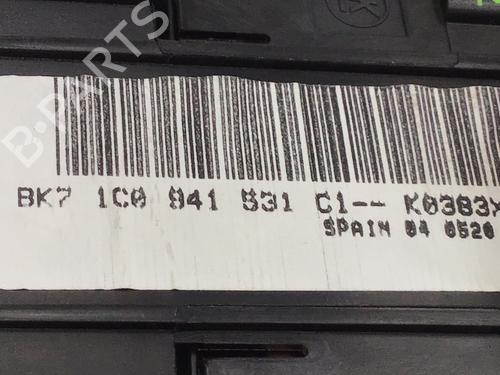 B-PARTS
BK7 1C0 941 531 C1-- K0383X
SPAIN 04 0520